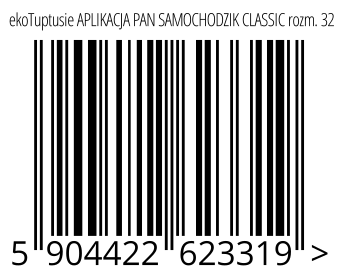 ekoTuptusie APLIKACJA PAN SAMOCHODZIK CLASSIC rozm. 32
5 904422 623319 >